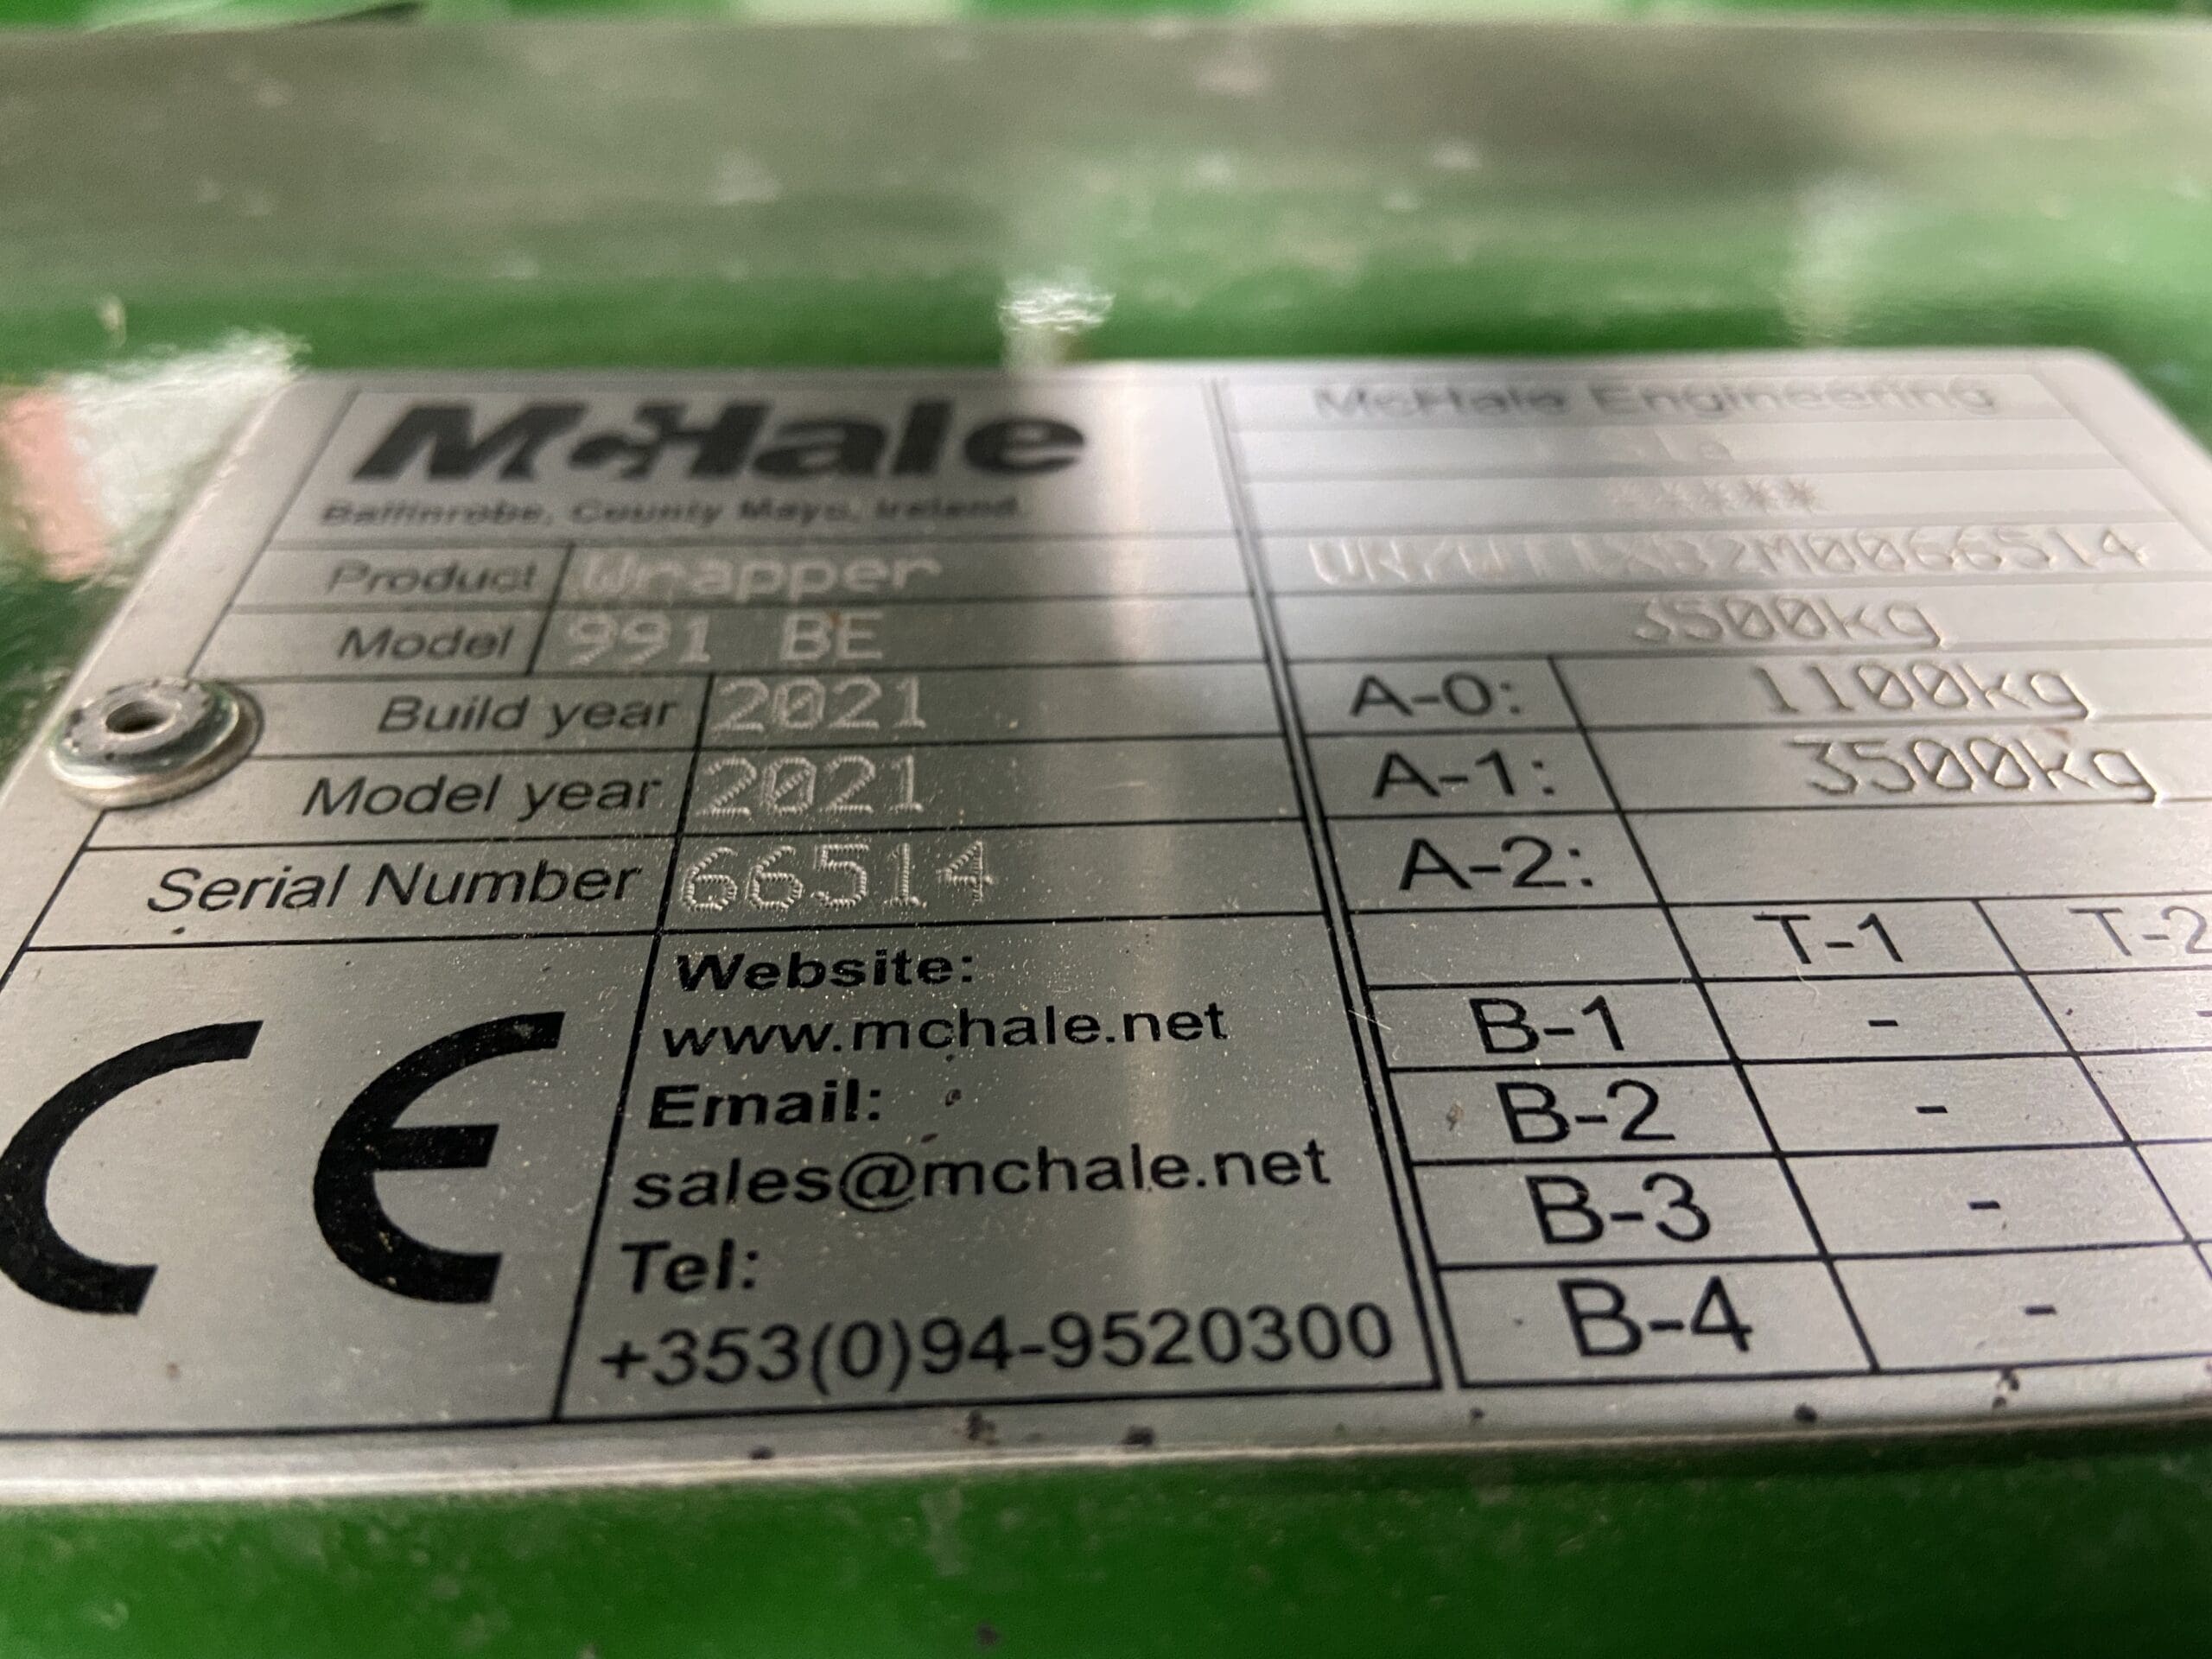 McHale
Ballinrobe, County Mayo, Ireland.
Product Wrapper
Model 991 BE
Build year 2021
Model year 2021
Serial Number 66514
CE
Website:
www.mchale.net
Email:
sales@mchale.net
Tel:
+353(0)94-9520300
McHale Engineering
*****
3500kg
A-0: 1100kg
A-1: 3500kg
A-2:
T-1 T-2
B-1 - -
B-2 -
B-3 -
B-4 -